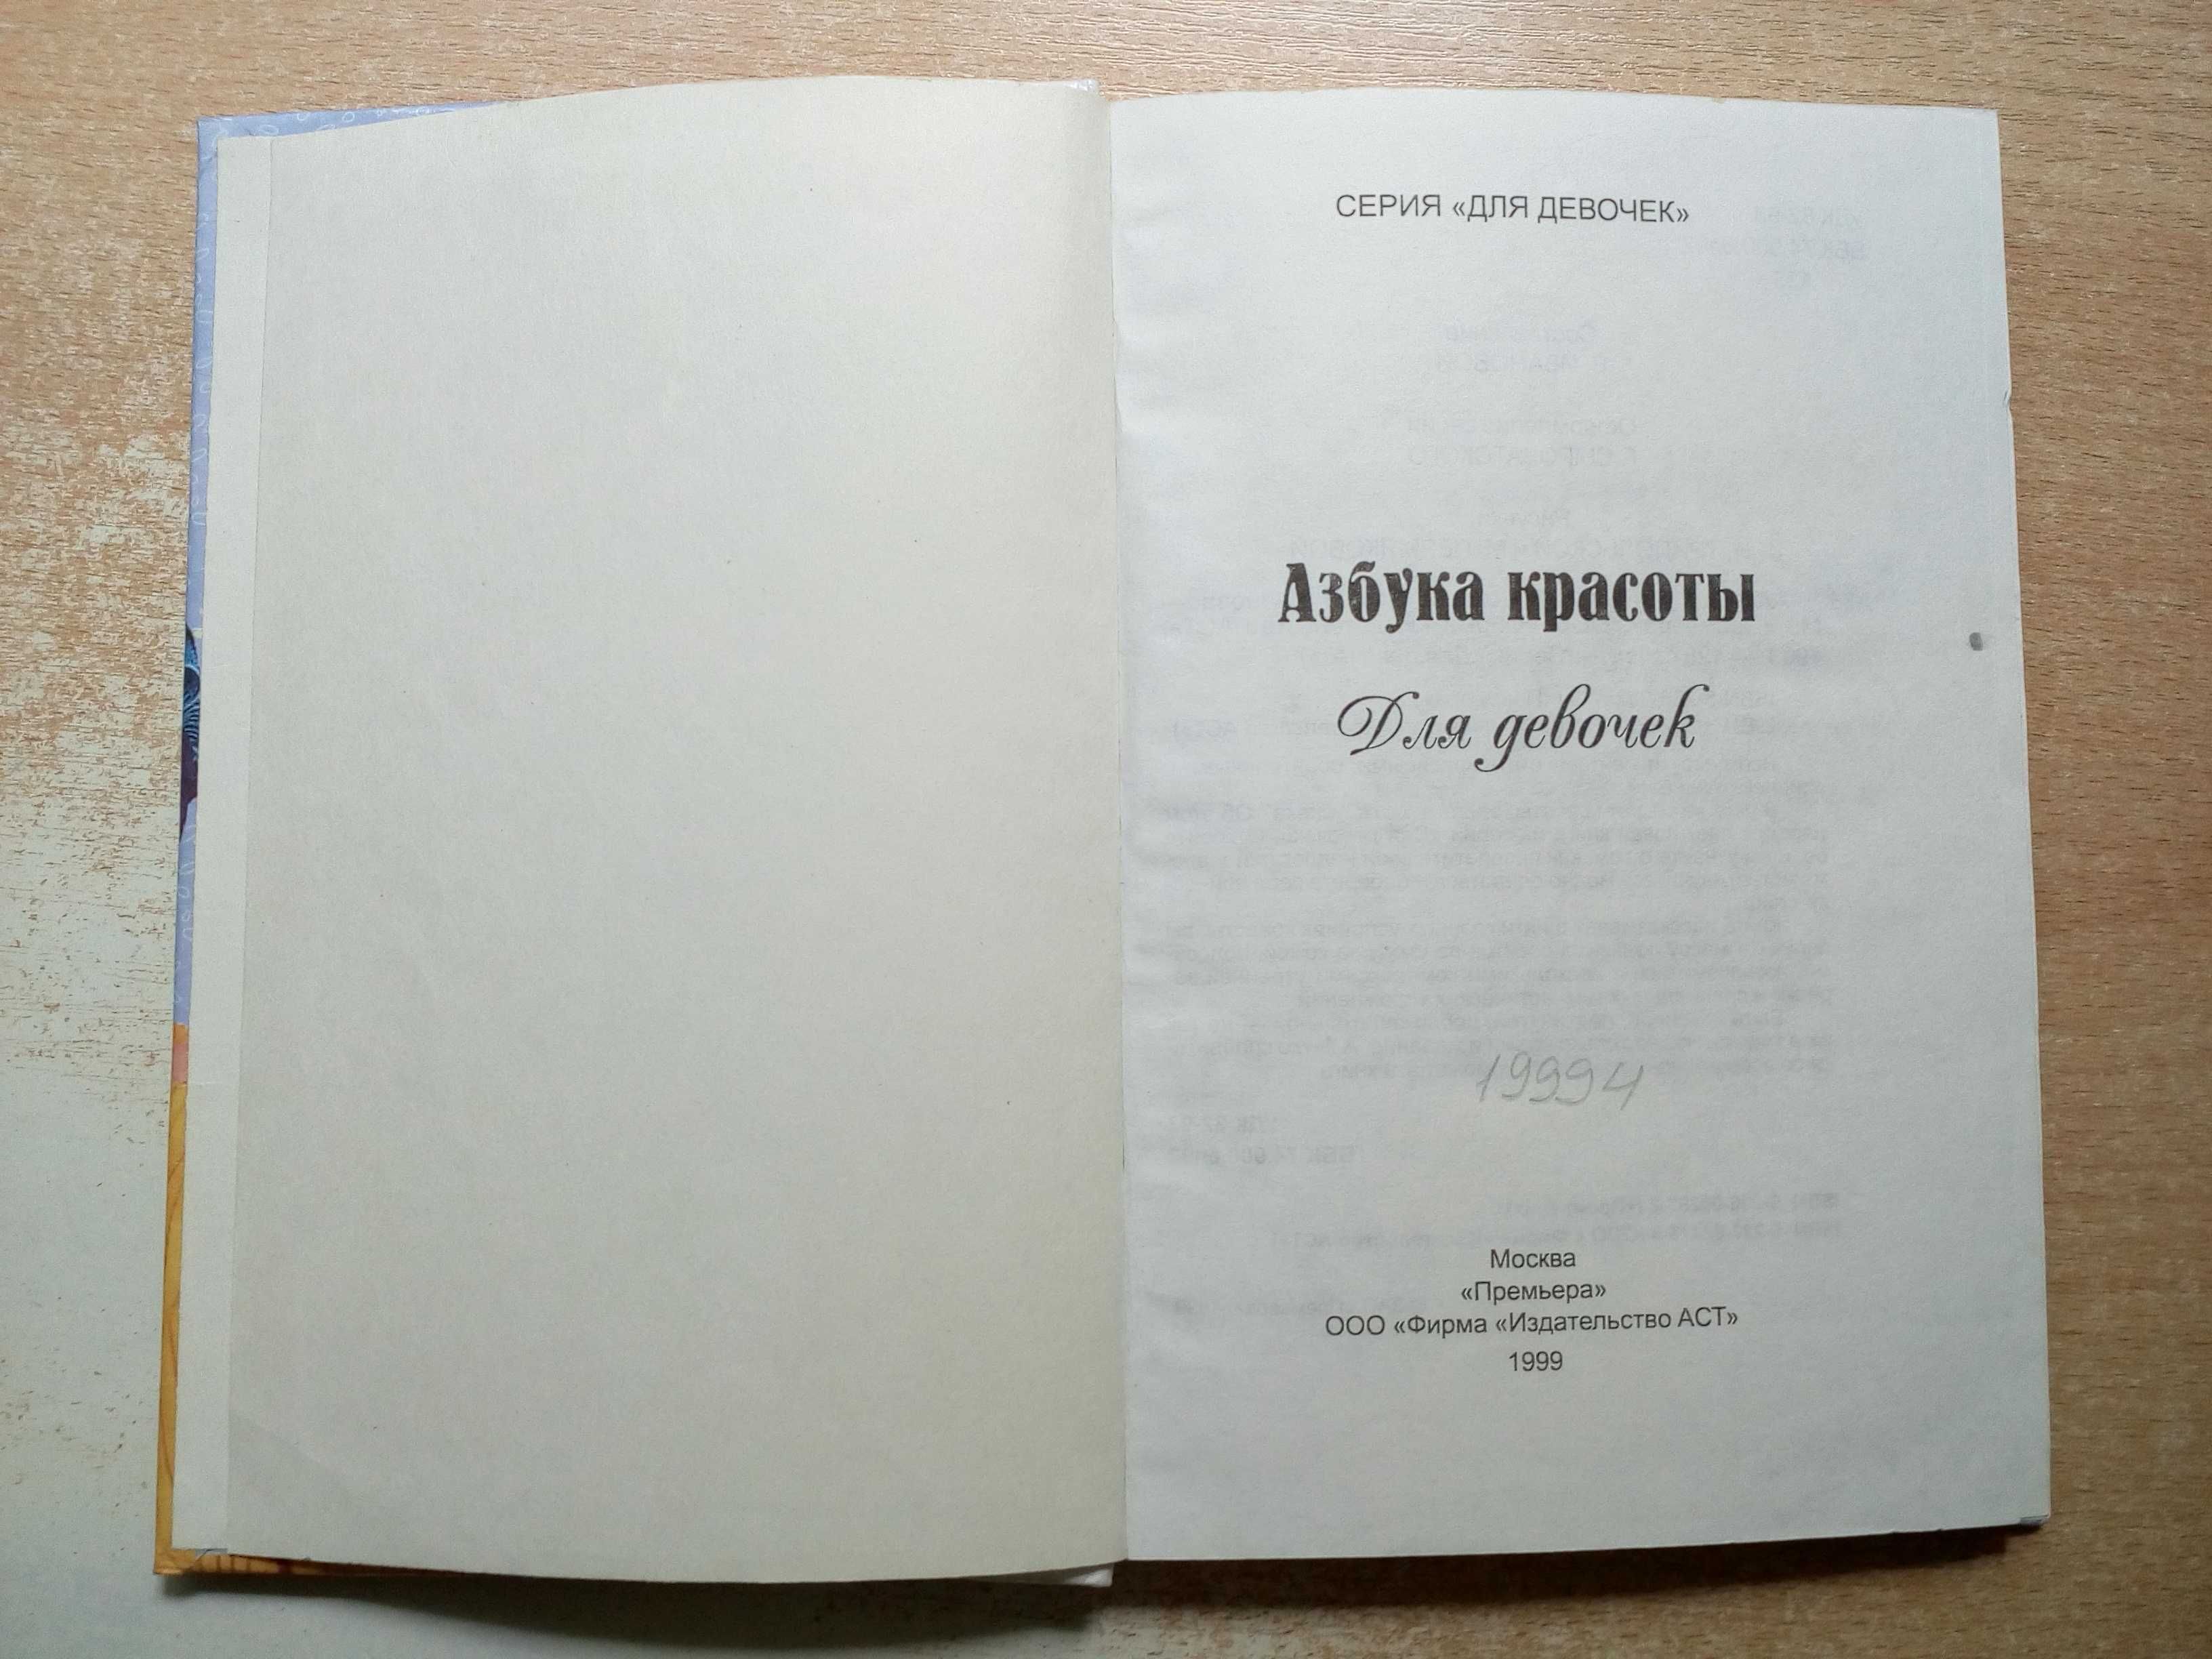 СЕРИЯ «ДЛЯ ДЕВОЧЕК»
Азбука красоты
Для девочек
19994
Москва
«Премьера»
ООО «Фирма «Издательство АСТ»
1999